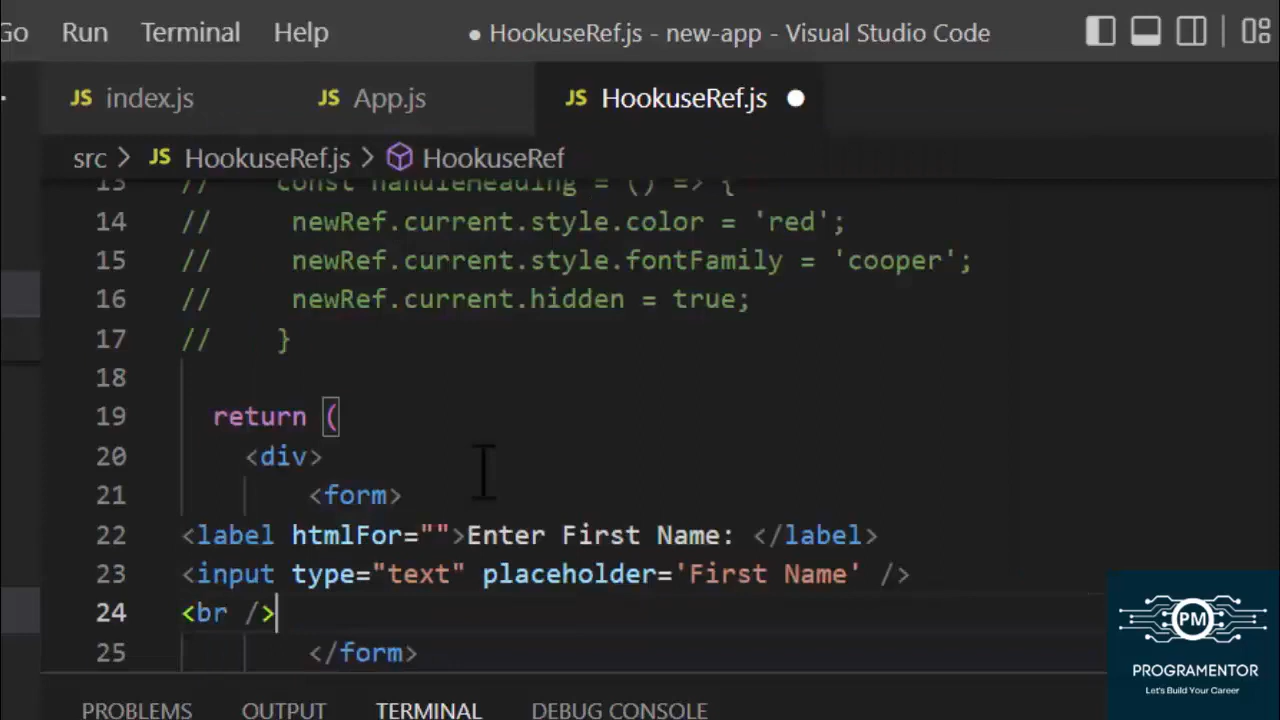 Go Run Terminal Help ● HookuseRef.js - new-app - Visual Studio Code
JS index.js JS App.js JS HookuseRef.js ●
src > JS HookuseRef.js > HookuseRef
13 // const handleHeading = () => {
14 // newRef.current.style.color = 'red';
15 // newRef.current.style.fontFamily = 'cooper';
16 // newRef.current.hidden = true;
17 // }
18
19 return (
20 <div>
21 <form>
22 <label htmlFor="">Enter First Name: </label>
23 <input type="text" placeholder='First Name' />
24 <br />
25 </form>
PROBLEMS OUTPUT TERMINAL DEBUG CONSOLE
PM
PROGRAMENTOR
Let's Build Your Career